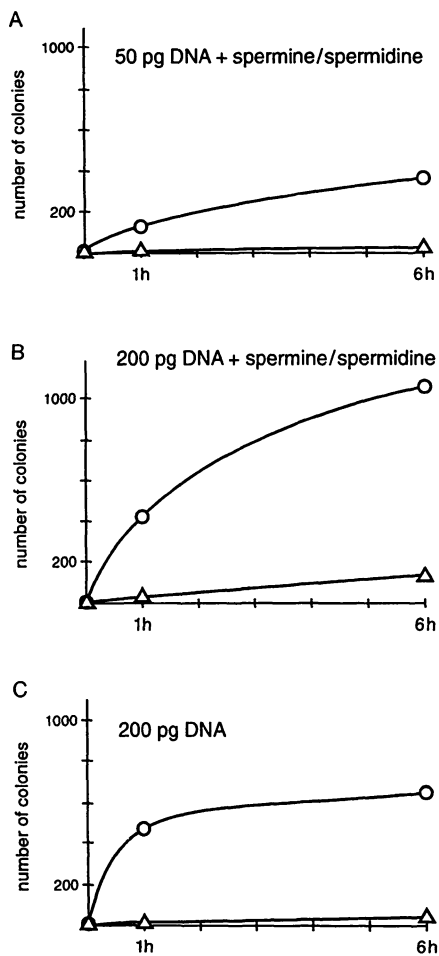 A
50 pg DNA + spermine/spermidine
1000
200
number of colonies
1h
6h
B
200 pg DNA + spermine/spermidine
1000
200
number of colonies
1h
6h
C
200 pg DNA
1000
200
number of colonies
1h
6h